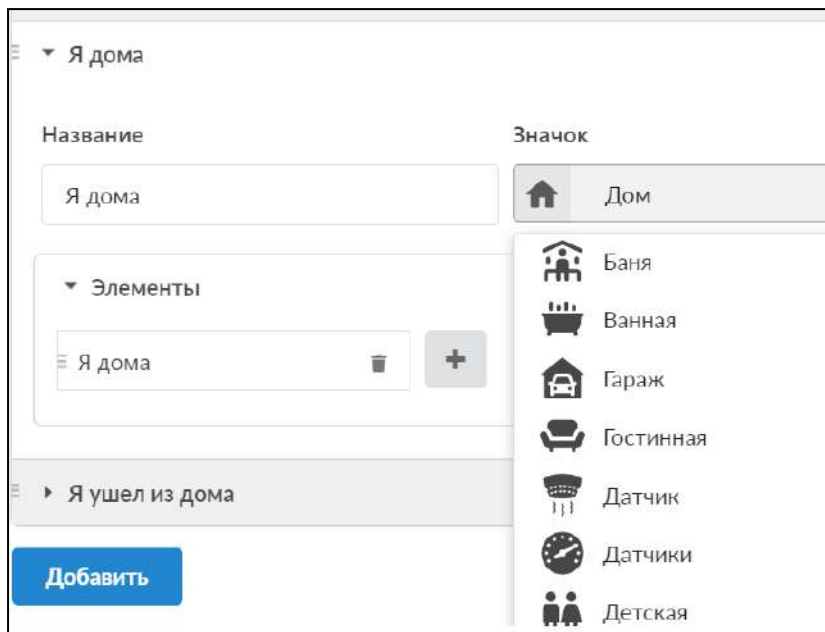 Я дома
Название
Значок
Я дома
Дом
Элементы
Я дома
Я ушел из дома
Добавить
Баня
Ванная
Гараж
Гостинная
Датчик
Датчики
Детская